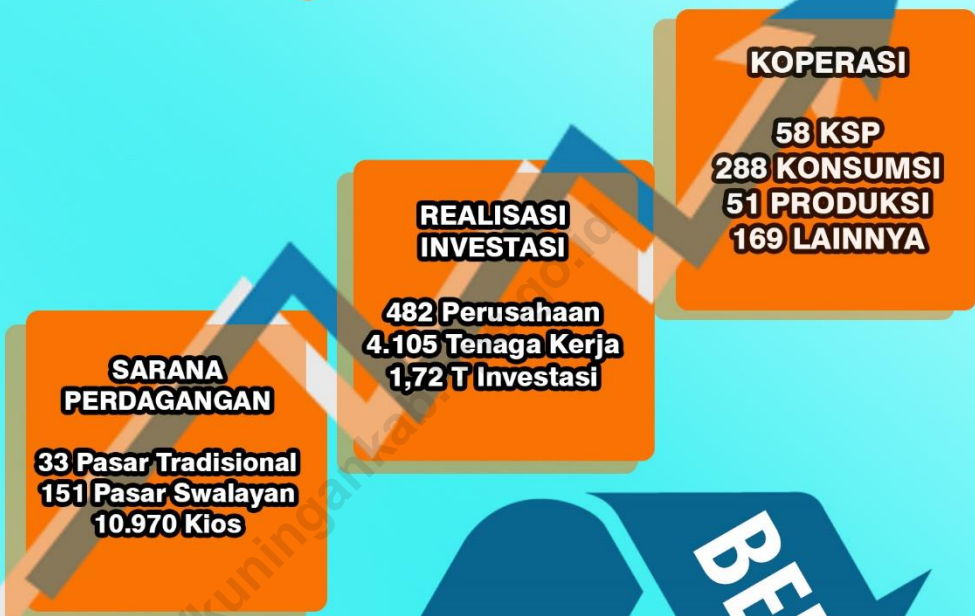 KOPERASI
58 KSP
288 KONSUMSI
51 PRODUKSI
169 LAINNYA
REALISASI
INVESTASI
482 Perusahaan
4.105 Tenaga Kerja
1,72 T Investasi
SARANA
PERDAGANGAN
33 Pasar Tradisional
151 Pasar Swalayan
10.970 Kios